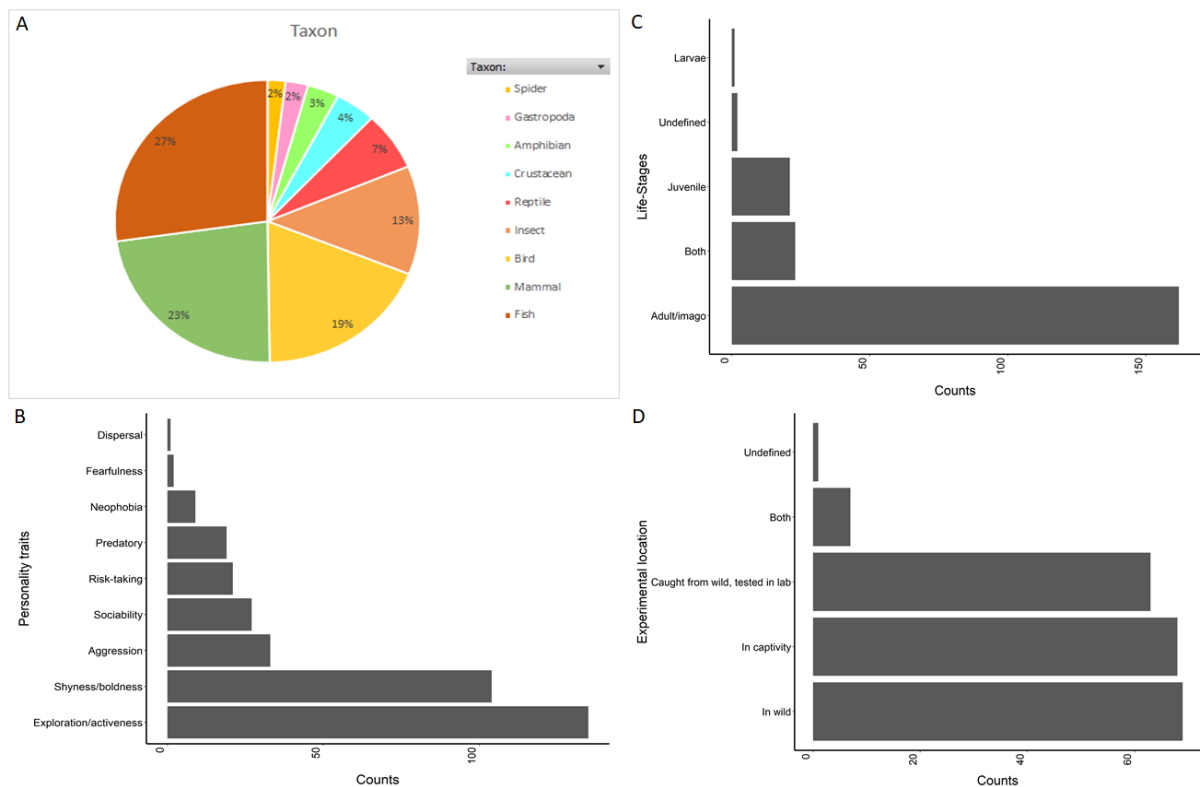 A
Taxon
Taxon:
2%
2%
3%
4%
7%
13%
19%
23%
27%
Spider
Gastropoda
Amphibian
Crustacean
Reptile
Insect
Bird
Mammal
Fish
B
Personality traits
Dispersal
Fearfulness
Neophobia
Predatory
Risk-taking
Sociability
Aggression
Shyness/boldness
Exploration/activeness
0
50
100
Counts
C
Life-Stages
Larvae
Undefined
Juvenile
Both
Adult/imago
0
50
100
150
Counts
D
Experimental location
Undefined
Both
Caught from wild, tested in lab
In captivity
In wild
0
20
40
60
Counts